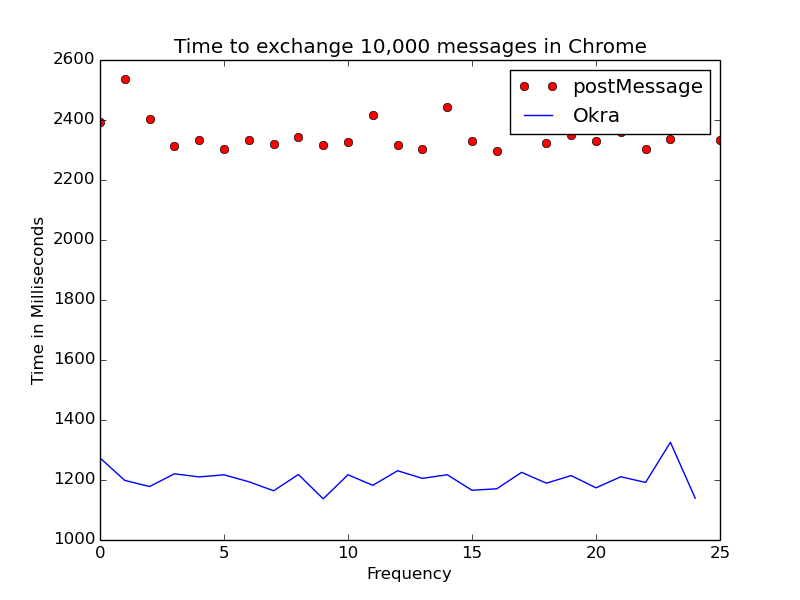 Time to exchange 10,000 messages in Chrome
2600
2400
2200
2000
1800
1600
1400
1200
1000
Time in Milliseconds
postMessage
Okra
0 5 10 15 20 25
Frequency